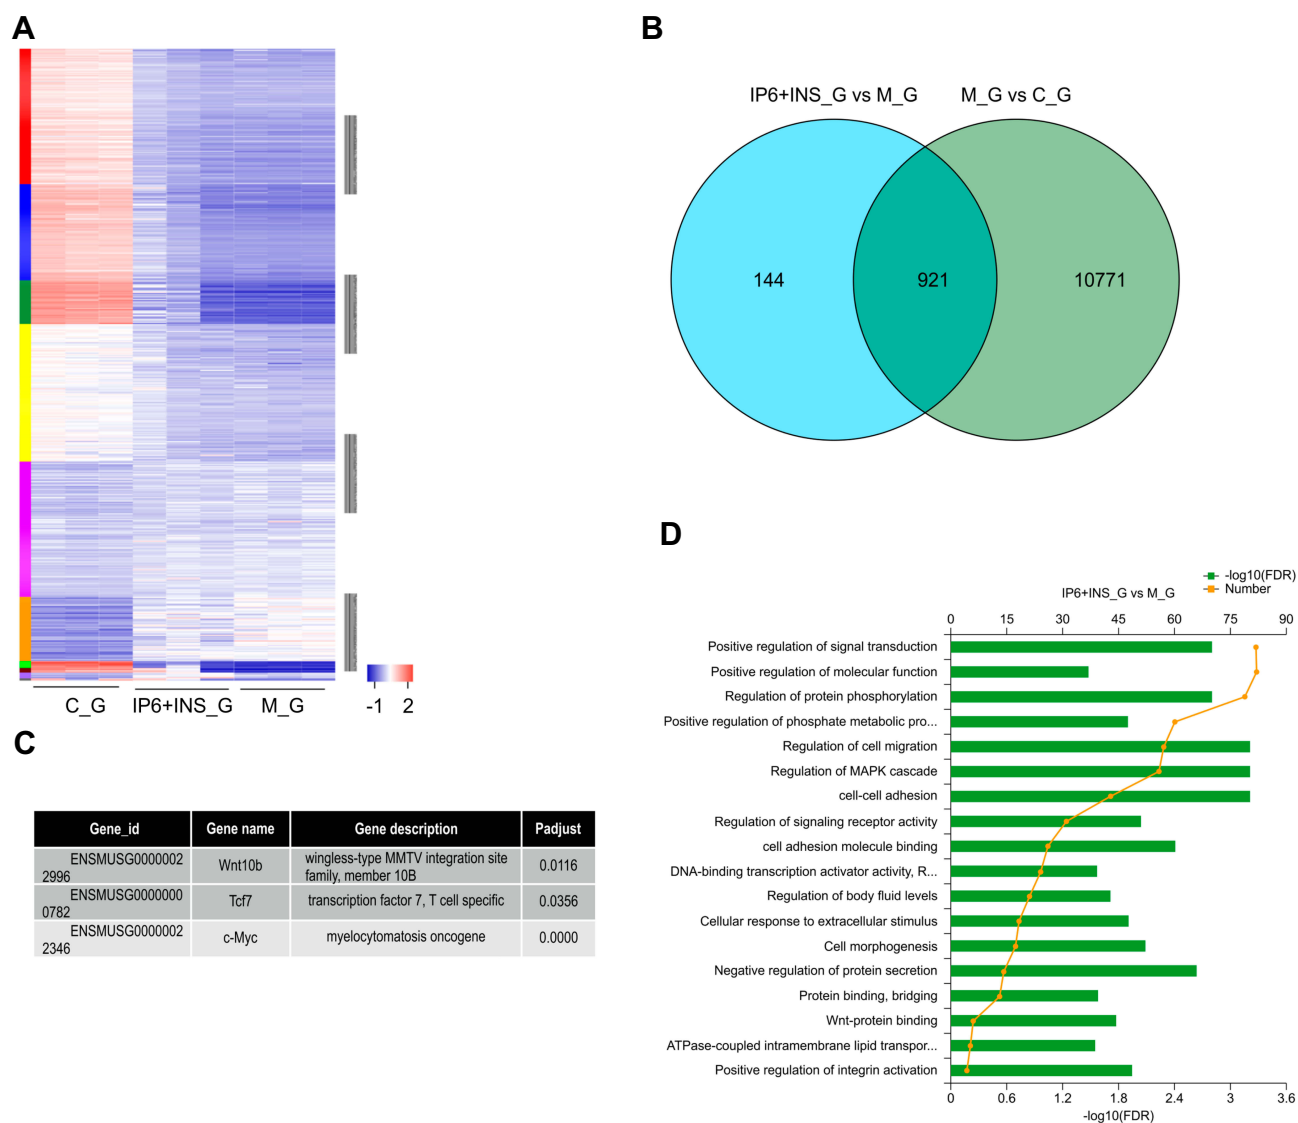 A
C_G
IP6+INS_G
M_G
-1
2
B
IP6+INS_G vs M_G
M_G vs C_G
144
921
10771
C
Gene_id
Gene name
Gene description
Padjust
ENSMUSG0000002
2996
Wnt10b
wingless-type MMTV integration site
family, member 10B
0.0116
ENSMUSG0000000
0782
Tcf7
transcription factor 7, T cell specific
0.0356
ENSMUSG0000002
2346
c-Myc
myelocytomatosis oncogene
0.0000
D
-log10(FDR)
Number
IP6+INS_G vs M_G
0 15 30 45 60 75 90
Positive regulation of signal transduction
Positive regulation of molecular function
Regulation of protein phosphorylation
Positive regulation of phosphate metabolic pro...
Regulation of cell migration
Regulation of MAPK cascade
cell-cell adhesion
Regulation of signaling receptor activity
cell adhesion molecule binding
DNA-binding transcription activator activity, R...
Regulation of body fluid levels
Cellular response to extracellular stimulus
Cell morphogenesis
Negative regulation of protein secretion
Protein binding, bridging
Wnt-protein binding
ATPase-coupled intramembrane lipid transpor...
Positive regulation of integrin activation
0 0.6 1.2 1.8 2.4 3 3.6
-log10(FDR)